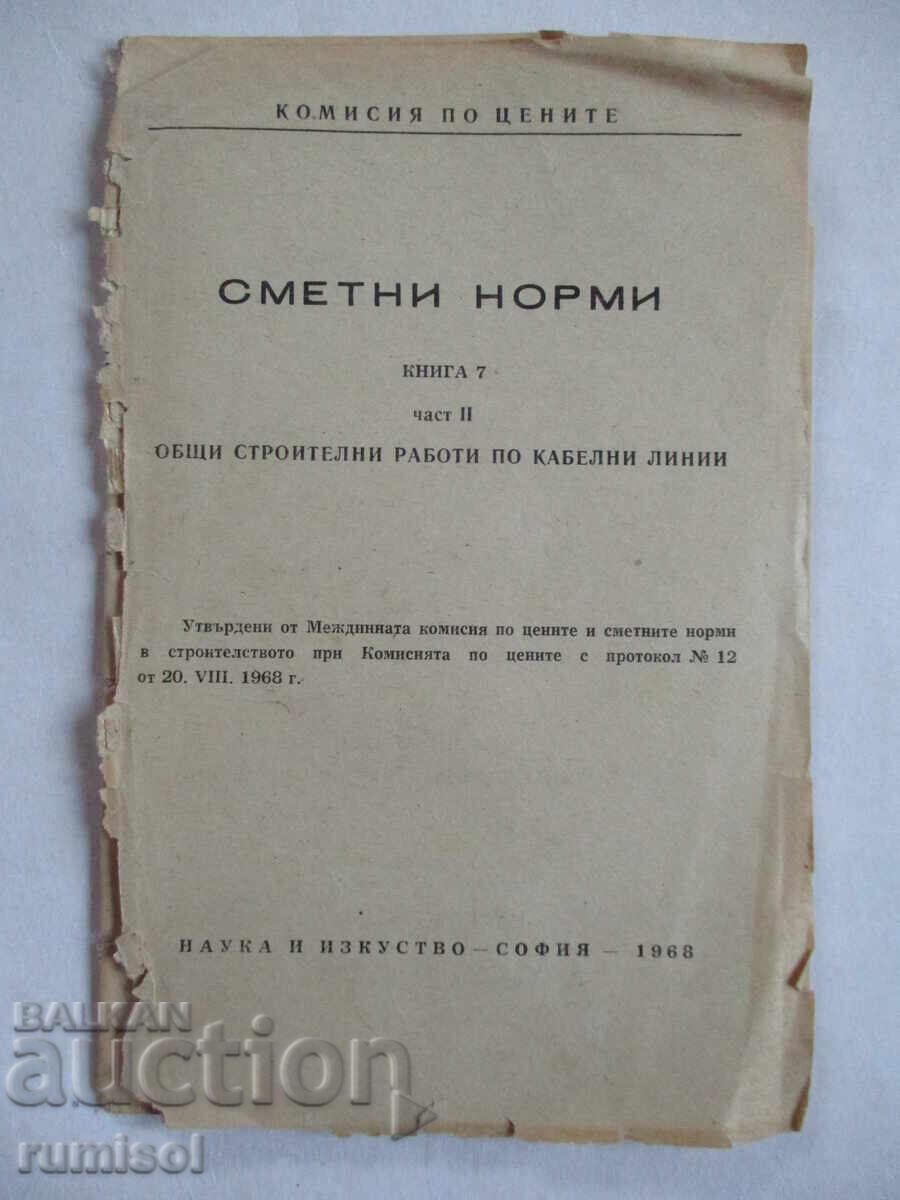 КОМИСИЯ ПО ЦЕНИТЕ
СМЕТНИ НОРМИ
КНИГА 7
част II
ОБЩИ СТРОИТЕЛНИ РАБОТИ ПО КАБЕЛНИ ЛИНИИ
Утвърдени от Междинната комисия по цените и сметните норми
в строителството при Комисията по цените с протокол № 12
от 20. VIII. 1968 г.
НАУКА И ИЗКУСТВО — СОФИЯ — 1968
BALKAN
auction
rumisol